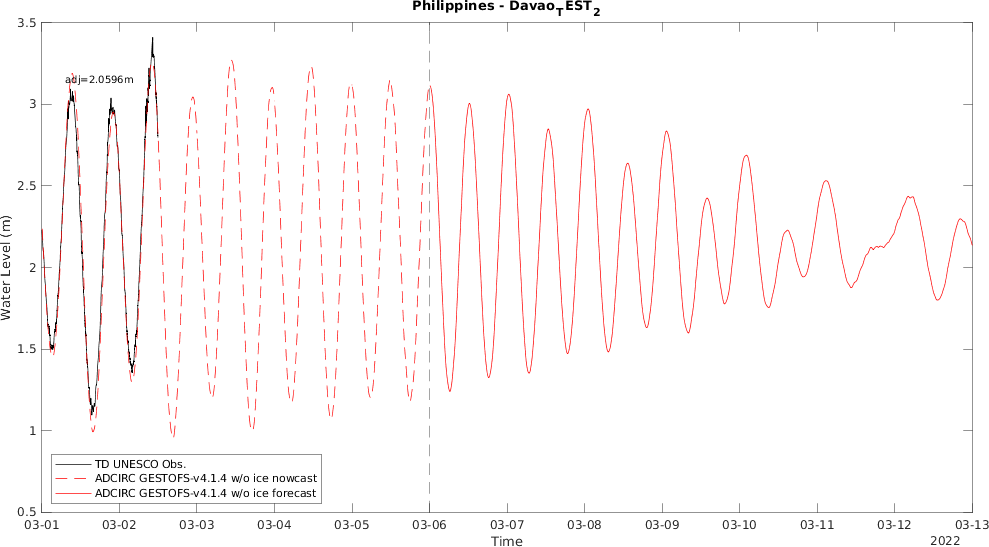 Philippines - Davao_TEST_2
3.5
3
2.5
2
1.5
1
0.5
Water Level (m)
adj=2.0596m
TD UNESCO Obs.
ADCIRC GESTOFS-v4.1.4 w/o ice nowcast
ADCIRC GESTOFS-v4.1.4 w/o ice forecast
03-01 03-02 03-03 03-04 03-05 03-06 03-07 03-08 03-09 03-10 03-11 03-12 03-13
Time
2022